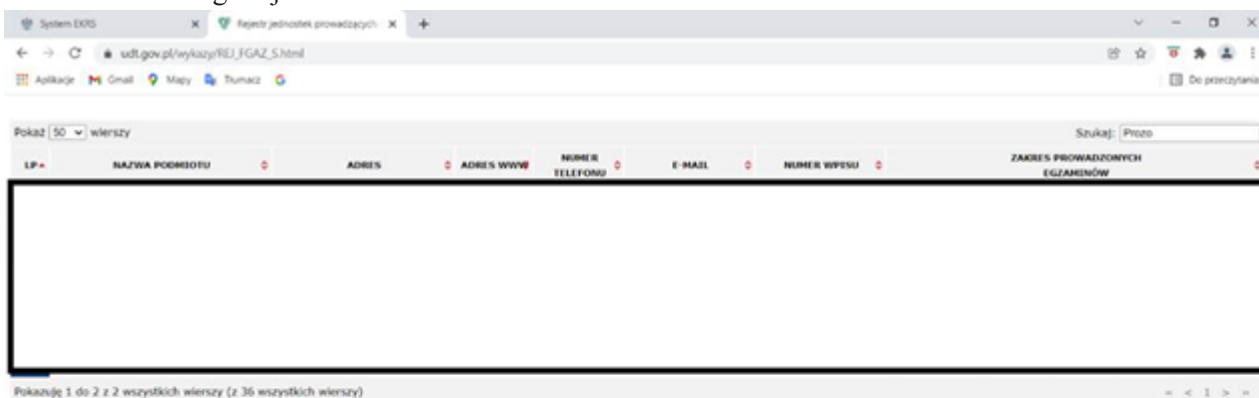 System EKRS
Rejestr jednostek prowadzących
udt.gov.pl/wykazy/REJ_FGAZ_S.html
Aplikacje Gmail Mapy Tłumacz Do przeczytania
Pokaż 50 wierszy Szukaj: Prozo
LP NAZWA PODMIOTU ADRES ADRES WWW NUMER TELEFONU E-MAIL NUMER WPISU ZAKRES PROWADZONYCH EGZAMINÓW
Pokazuję 1 do 2 z 2 wszystkich wierszy (z 36 wszystkich wierszy) « < 1 > »